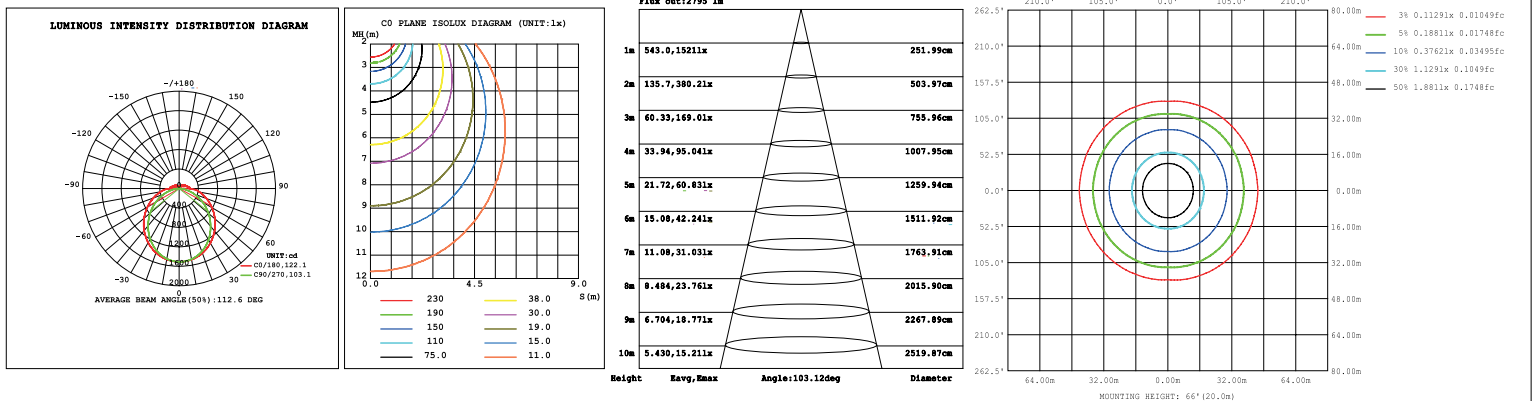 LUMINOUS INTENSITY DISTRIBUTION DIAGRAM
-/+180
-150
150
-120
120
-90
90
-60
60
-30
30
0
0
400
800
1200
1600
2000
UNIT:cd
C0/180,122.1
C90/270,103.1
AVERAGE BEAM ANGLE(50%):112.6 DEG
C0 PLANE ISOLUX DIAGRAM (UNIT:lx)
MH(m)
2
3
4
5
6
7
8
9
10
11
12
0.0
4.5
9.0
S(m)
230
38.0
190
30.0
150
19.0
110
15.0
75.0
11.0
Flux out:2795 lm
1m 543.0,1521lx 251.99cm
2m 135.7,380.2lx 503.97cm
3m 60.33,169.0lx 755.96cm
4m 33.94,95.04lx 1007.95cm
5m 21.72,60.83lx 1259.94cm
6m 15.08,42.24lx 1511.92cm
7m 11.08,31.03lx 1763.91cm
8m 8.484,23.76lx 2015.90cm
9m 6.704,18.77lx 2267.89cm
10m 5.430,15.21lx 2519.87cm
Height Eavg,Emax Angle:103.12deg Diameter
210.0' 105.0' 0.0' 105.0' 210.0'
262.5' 80.00m
210.0' 64.00m
157.5' 48.00m
105.0' 32.00m
52.5' 16.00m
0.0' 0.00m
52.5' 16.00m
105.0' 32.00m
157.5' 48.00m
210.0' 64.00m
262.5' 80.00m
64.00m 32.00m 0.00m 32.00m 64.00m
MOUNTING HEIGHT: 66'(20.0m)
3% 0.1129lx 0.01049fc
5% 0.1881lx 0.01748fc
10% 0.3762lx 0.03495fc
30% 1.129lx 0.1049fc
50% 1.881lx 0.1748fc